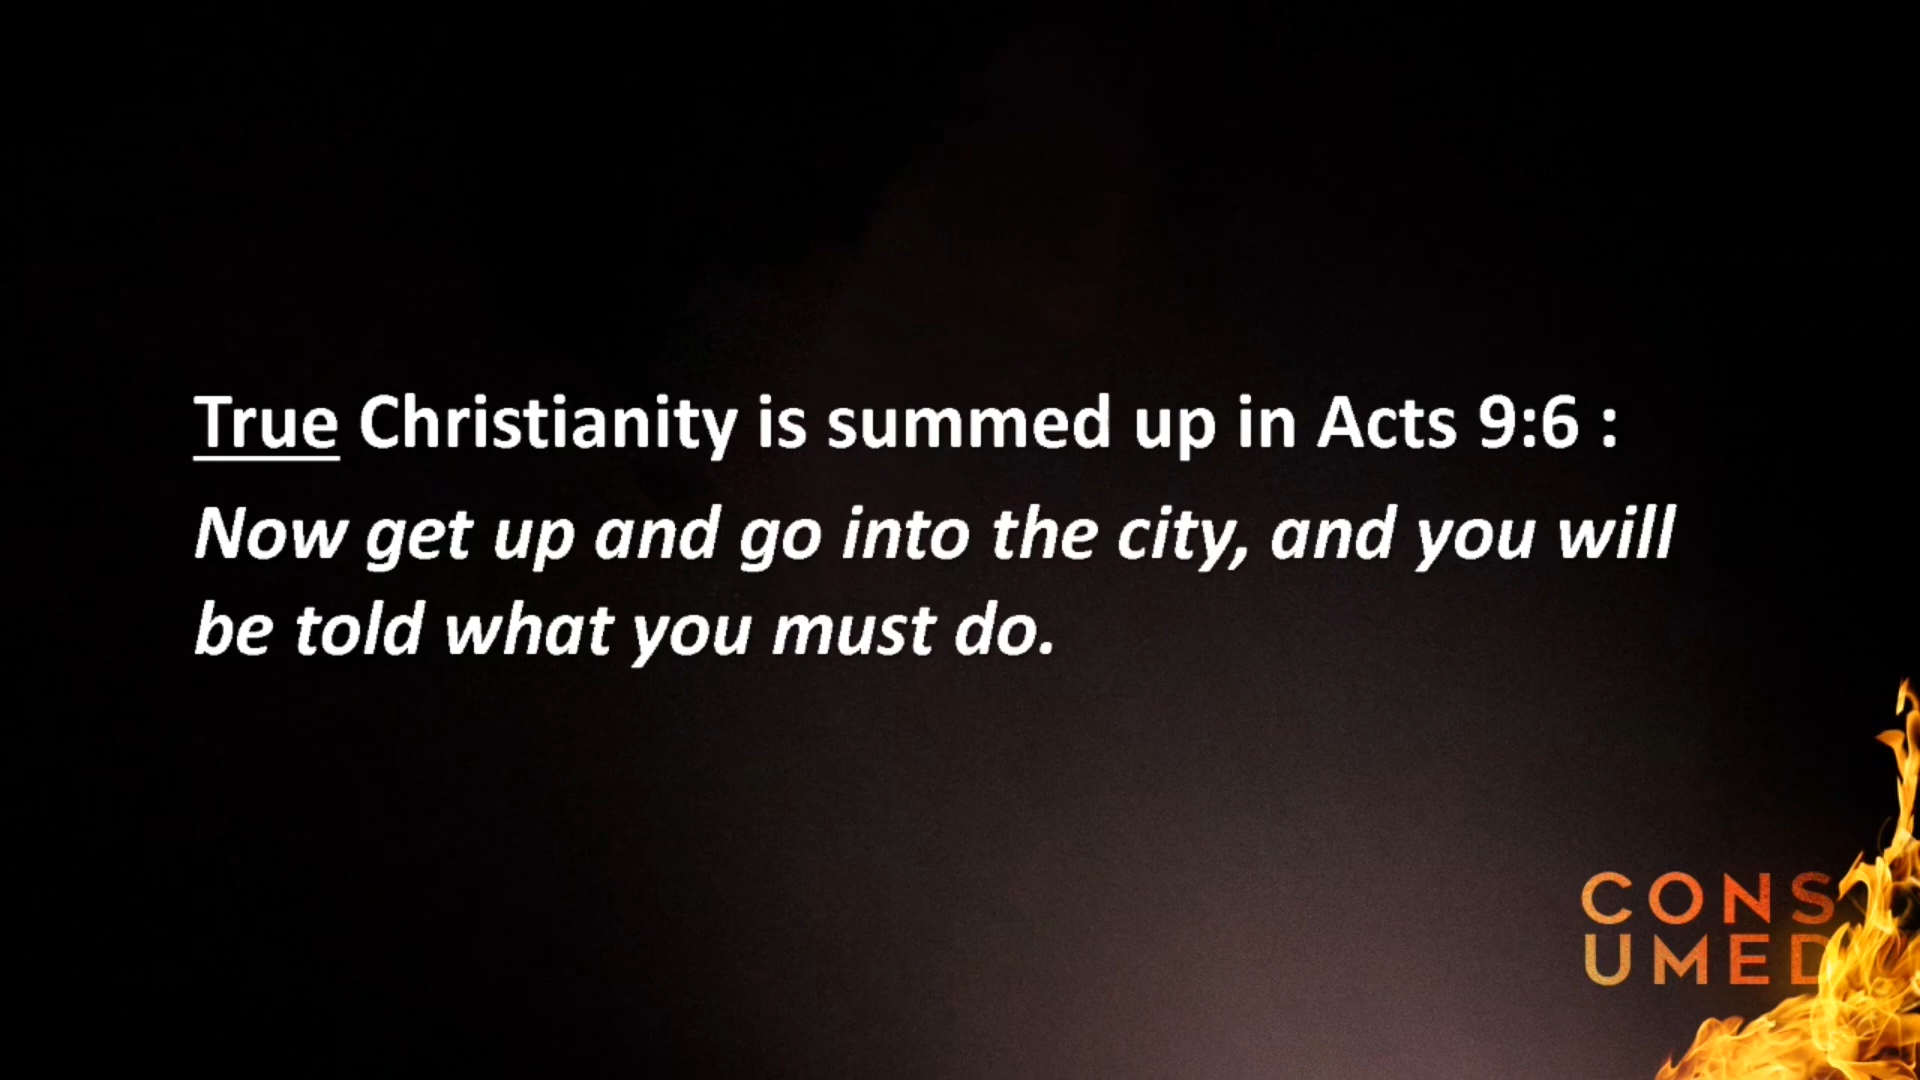 True Christianity is summed up in Acts 9:6 :
Now get up and go into the city, and you will
be told what you must do.
CONS
UMED